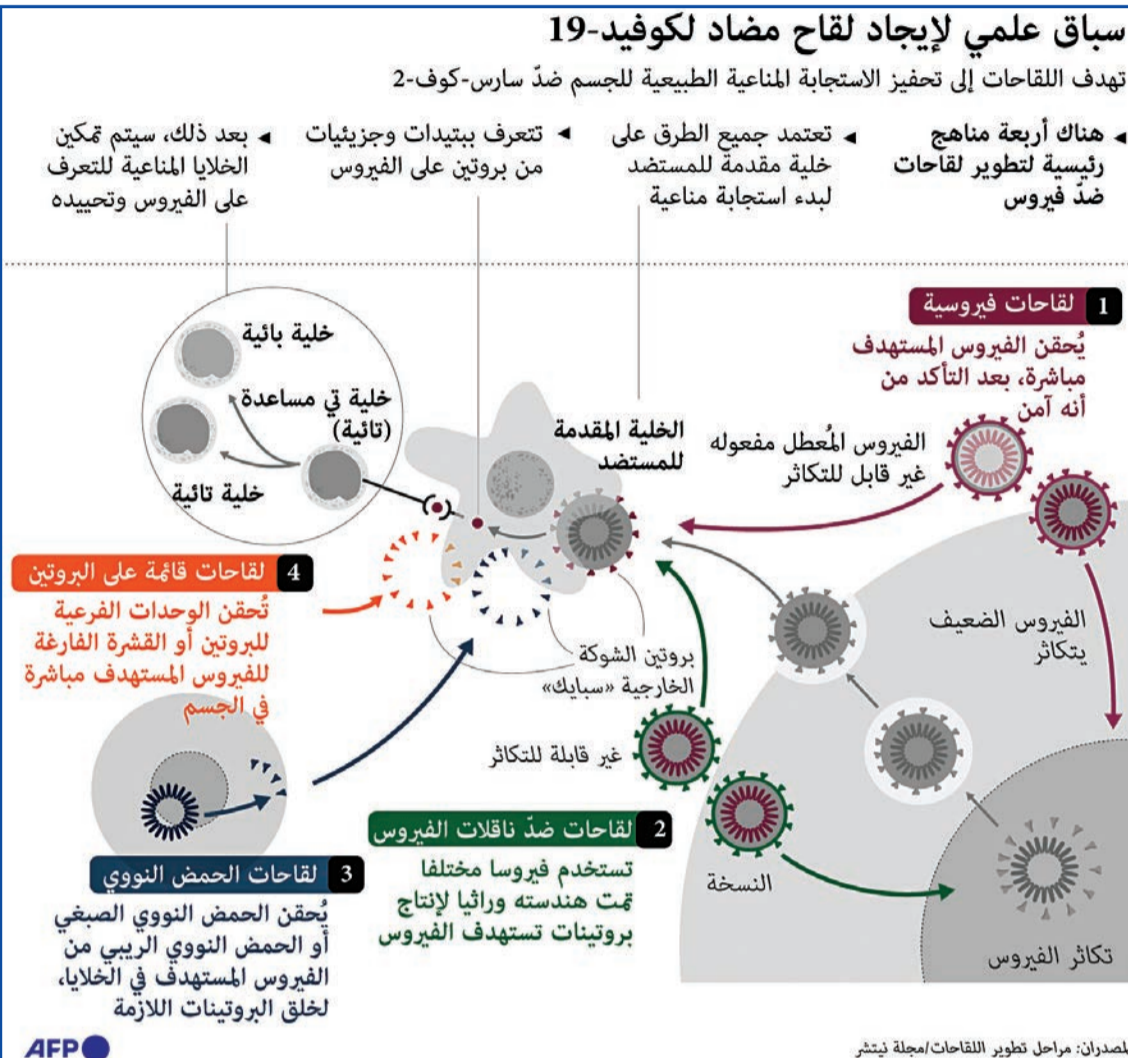 سباق علمي لإيجاد لقاح مضاد لكوفيد-19
تهدف اللقاحات إلى تحفيز الاستجابة المناعية الطبيعية للجسم ضدّ سارس-كوف-2
◂ هناك أربعة مناهج
رئيسية لتطوير لقاحات
ضدّ فيروس
◂ تعتمد جميع الطرق على
خلية مقدمة للمستضد
لبدء استجابة مناعية
◂ تتعرف ببتيدات وجزيئيات
من بروتين على الفيروس
◂ بعد ذلك، سيتم تمكين
الخلايا المناعية للتعرف
على الفيروس وتحييده
1 لقاحات فيروسية
يُحقن الفيروس المستهدف
مباشرة، بعد التأكد من
أنه آمن
الفيروس المُعطل مفعوله
غير قابل للتكاثر
الفيروس الضعيف
يتكاثر
الخلية المقدمة
للمستضد
خلية بائية
خلية تي مساعدة
(تائية)
خلية تائية
4 لقاحات قائمة على البروتين
تُحقن الوحدات الفرعية
للبروتين أو القشرة الفارغة
للفيروس المستهدف مباشرة
في الجسم
بروتين الشوكة
الخارجية «سبايك»
غير قابلة للتكاثر
2 لقاحات ضدّ ناقلات الفيروس
تستخدم فيروسا مختلفا
تمت هندسته وراثيا لإنتاج
بروتينات تستهدف الفيروس
النسخة
تكاثر الفيروس
3 لقاحات الحمض النووي
يُحقن الحمض النووي الصبغي
أو الحمض النووي الريبي من
الفيروس المستهدف في الخلايا،
لخلق البروتينات اللازمة
لمصدران: مراحل تطوير اللقاحات/مجلة نيتشر
AFP